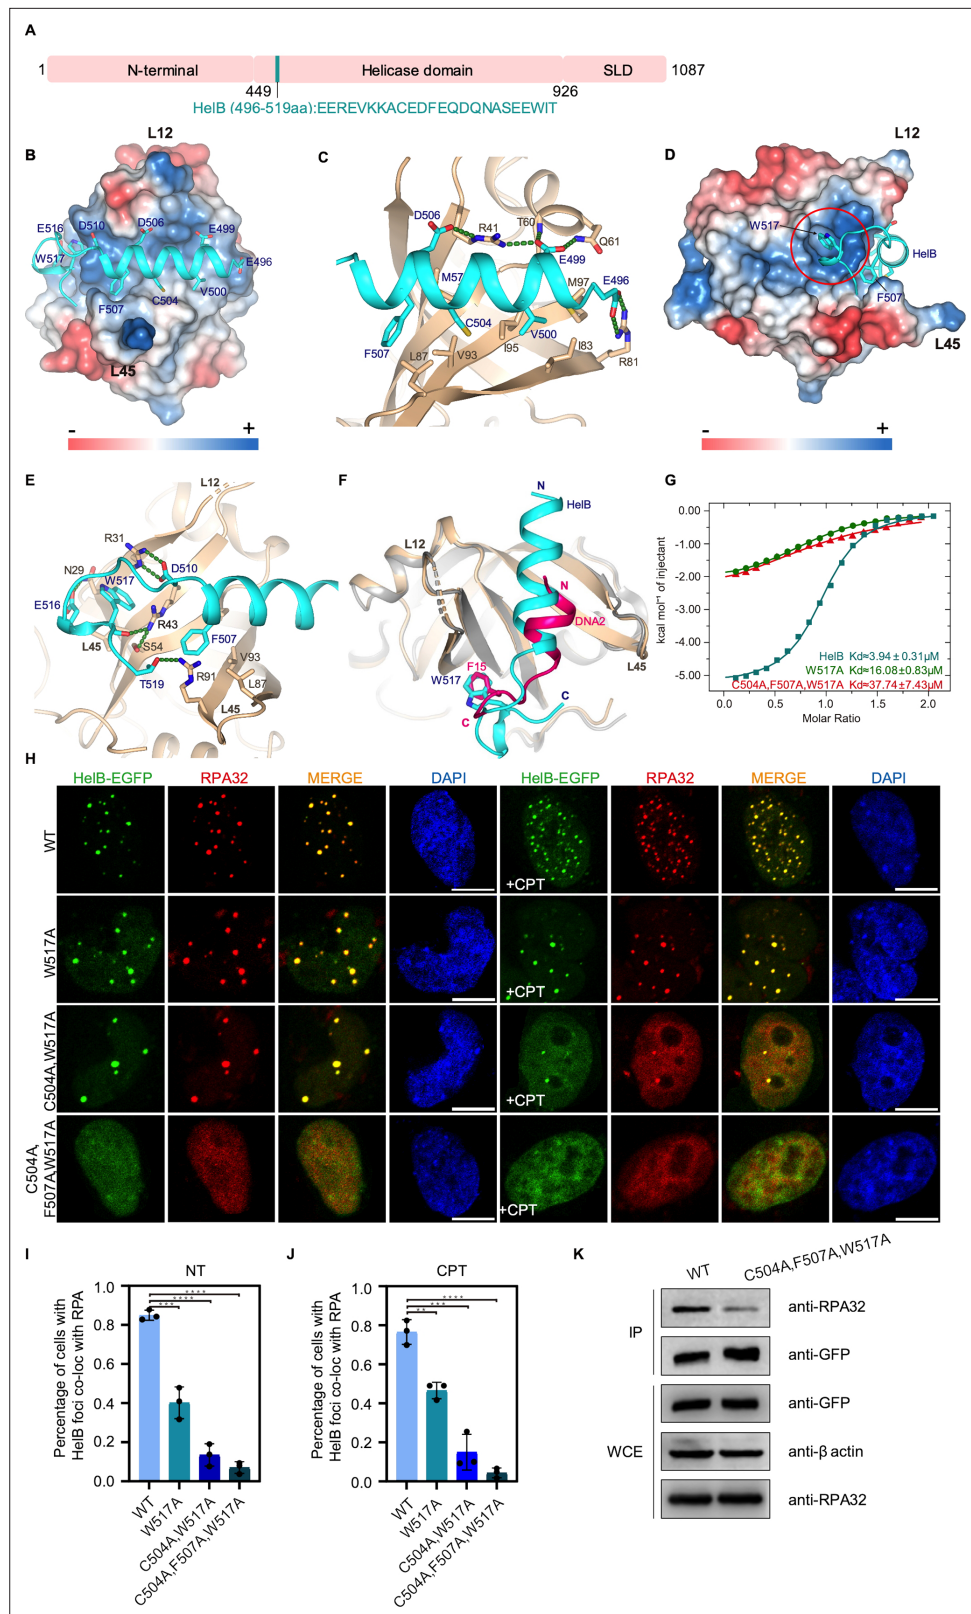 A
1 N-terminal Helicase domain SLD 1087
449 926
HelB (496-519aa):EEREVKKACEDFEQDQNASEEWIT
B
L12
E516
D510
D506
E499
W517
E496
F507
C504
V500
L45
- +
C
D506
R41
T60
Q61
E499
M57
M97
E496
C504
V500
F507
I95
I83
V93
L87
R81
D
L12
W517
HelB
F507
L45
- +
E
L12
R31
N29
W517
D510
E516
R43
F507
L45
S54
V93
T519
R91
L87
L45
F
N
HelB
L12
N
DNA2
F15
W517
L45
C
C
G
kcal mol⁻¹ of injectant
0.00
-1.00
-2.00
-3.00
-4.00
-5.00
HelB Kd≈3.94±0.31µM
W517A Kd≈16.08±0.83µM
C504A,F507A,W517A Kd≈37.74±7.43µM
0.0 0.5 1.0 1.5 2.0
Molar Ratio
H
HelB-EGFP RPA32 MERGE DAPI HelB-EGFP RPA32 MERGE DAPI
WT
+CPT
W517A
+CPT
C504A,W517A
+CPT
C504A,
F507A,W517A
+CPT
I
NT
Percentage of cells with
HelB foci co-loc with RPA
1.0
0.8
0.6
0.4
0.2
0.0
****
****
***
WT
W517A
C504A,W517A
C504A,F507A,W517A
J
CPT
Percentage of cells with
HelB foci co-loc with RPA
1.0
0.8
0.6
0.4
0.2
0.0
****
***
**
WT
W517A
C504A,W517A
C504A,F507A,W517A
K
WT C504A,F507A,W517A
IP
anti-RPA32
anti-GFP
WCE
anti-GFP
anti-β actin
anti-RPA32